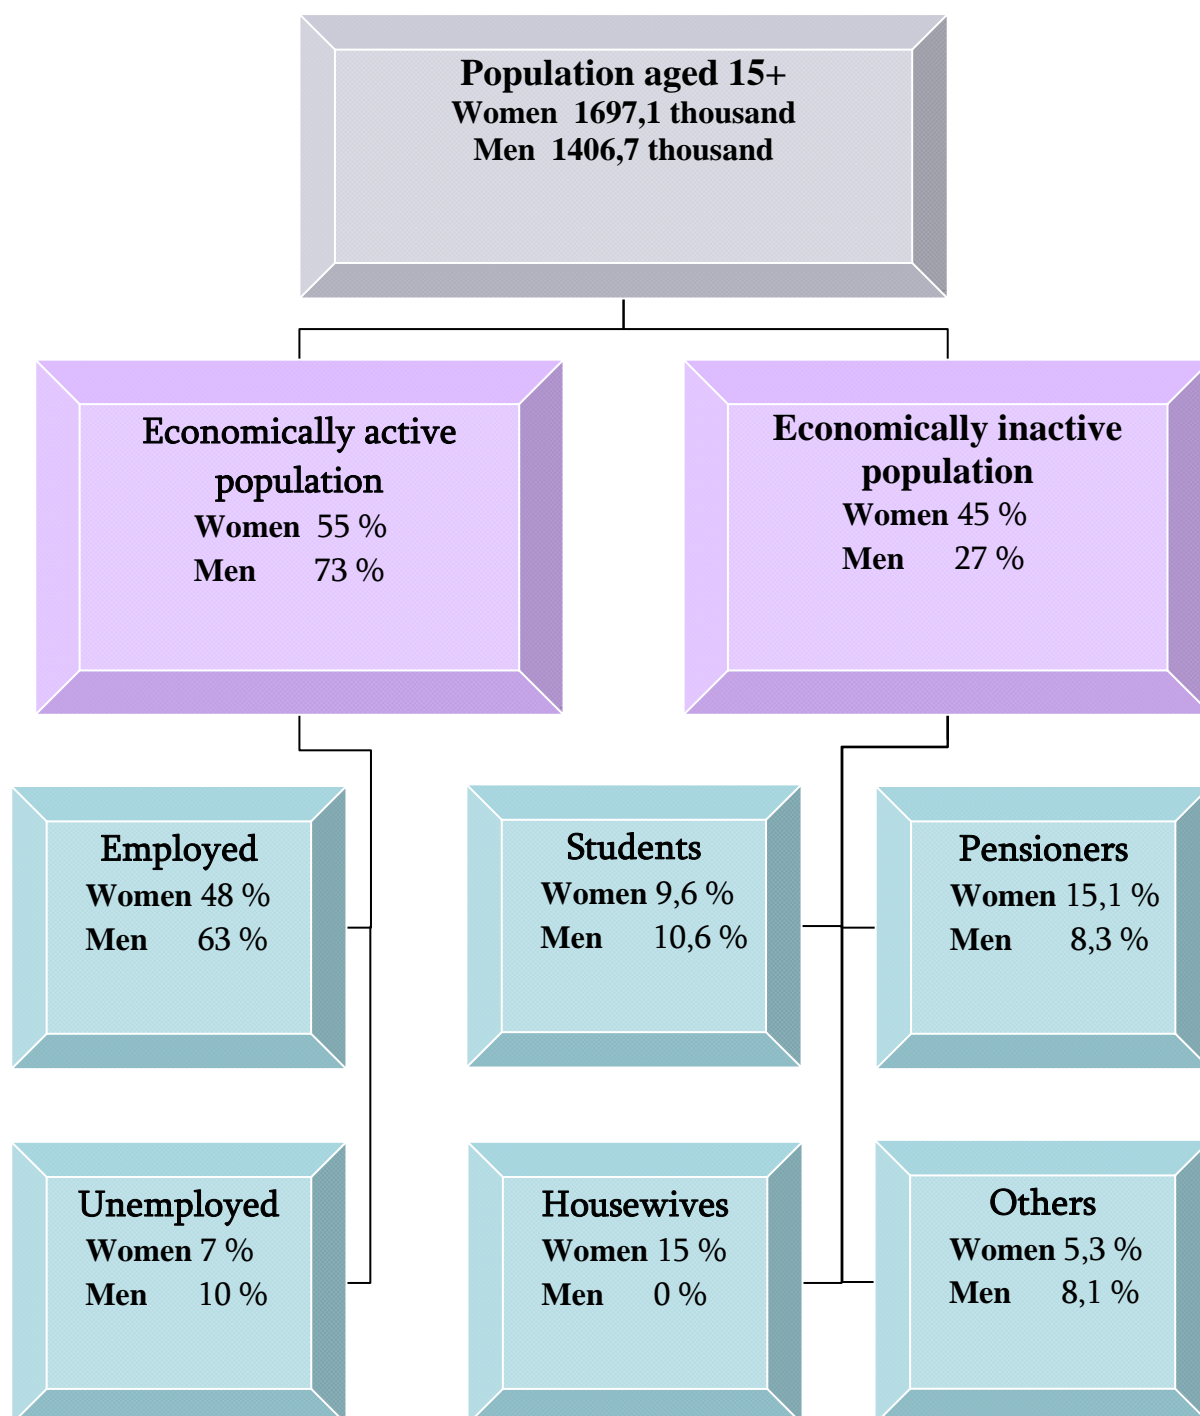 Population aged 15+
Women 1697,1 thousand
Men 1406,7 thousand
Economically active
population
Women 55 %
Men 73 %
Economically inactive
population
Women 45 %
Men 27 %
Employed
Women 48 %
Men 63 %
Students
Women 9,6 %
Men 10,6 %
Pensioners
Women 15,1 %
Men 8,3 %
Unemployed
Women 7 %
Men 10 %
Housewives
Women 15 %
Men 0 %
Others
Women 5,3 %
Men 8,1 %